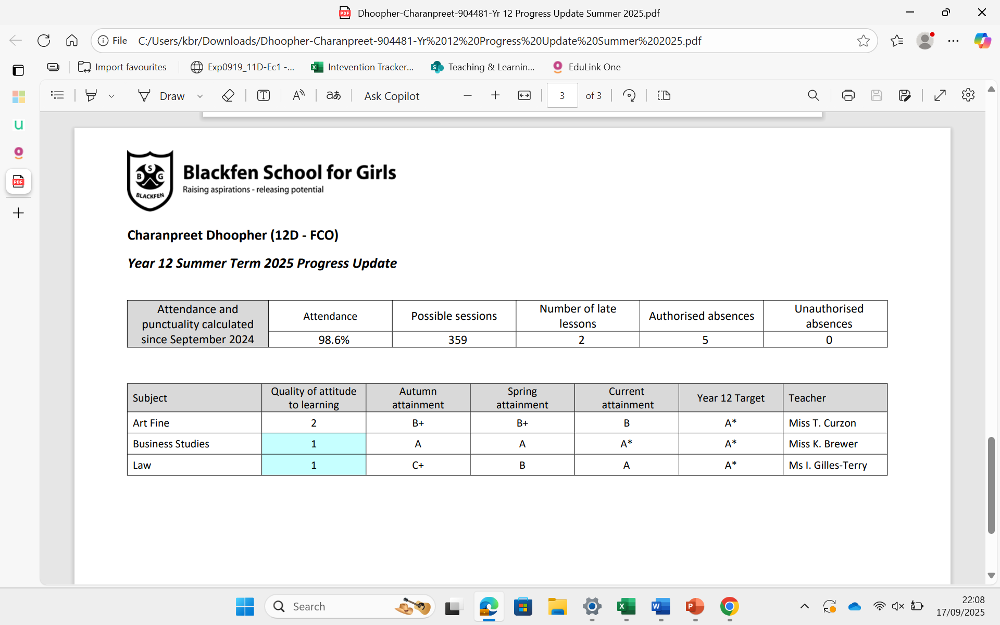 Dhoopher-Charanpreet-904481-Yr 12 Progress Update Summer 2025.pdf
File C:/Users/kbr/Downloads/Dhoopher-Charanpreet-904481-Yr%2012%20Progress%20Update%20Summer%202025.pdf
Import favourites Exp0919_11D-Ec1 -... Intevention Tracker... Teaching & Learnin... EduLink One
Draw Ask Copilot 3 of 3
S
B G
BLACKFEN
Blackfen School for Girls
Raising aspirations - releasing potential
Charanpreet Dhoopher (12D - FCO)
Year 12 Summer Term 2025 Progress Update
Attendance and punctuality calculated since September 2024 Attendance Possible sessions Number of late lessons Authorised absences Unauthorised absences
98.6% 359 2 5 0
Subject Quality of attitude to learning Autumn attainment Spring attainment Current attainment Year 12 Target Teacher
Art Fine 2 B+ B+ B A* Miss T. Curzon
Business Studies 1 A A A* A* Miss K. Brewer
Law 1 C+ B A A* Ms I. Gilles-Terry
Search
22:08
17/09/2025